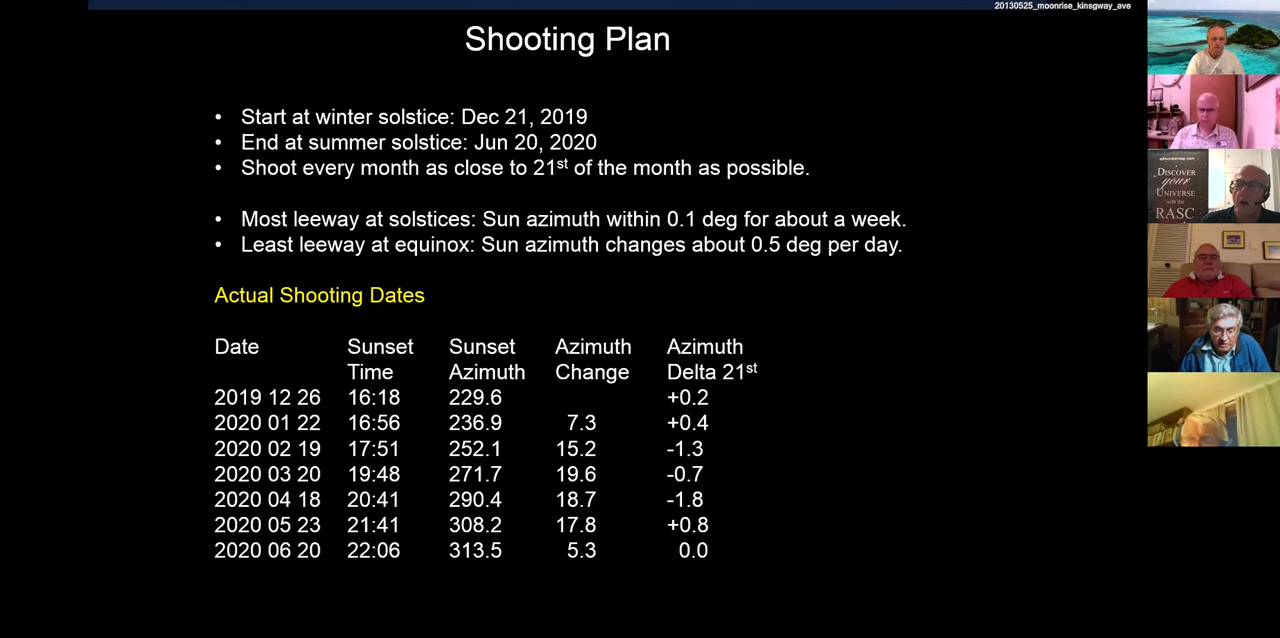 20130525_moonrise_kinsgway_ave
Shooting Plan
• Start at winter solstice: Dec 21, 2019
• End at summer solstice: Jun 20, 2020
• Shoot every month as close to 21st of the month as possible.
• Most leeway at solstices: Sun azimuth within 0.1 deg for about a week.
• Least leeway at equinox: Sun azimuth changes about 0.5 deg per day.
Actual Shooting Dates
Date Sunset Sunset Azimuth Azimuth
Time Azimuth Change Delta 21st
2019 12 26 16:18 229.6 +0.2
2020 01 22 16:56 236.9 7.3 +0.4
2020 02 19 17:51 252.1 15.2 -1.3
2020 03 20 19:48 271.7 19.6 -0.7
2020 04 18 20:41 290.4 18.7 -1.8
2020 05 23 21:41 308.2 17.8 +0.8
2020 06 20 22:06 313.5 5.3 0.0
edmontonrasc.com
DISCOVER
your
UNIVERSE
with the
RASC